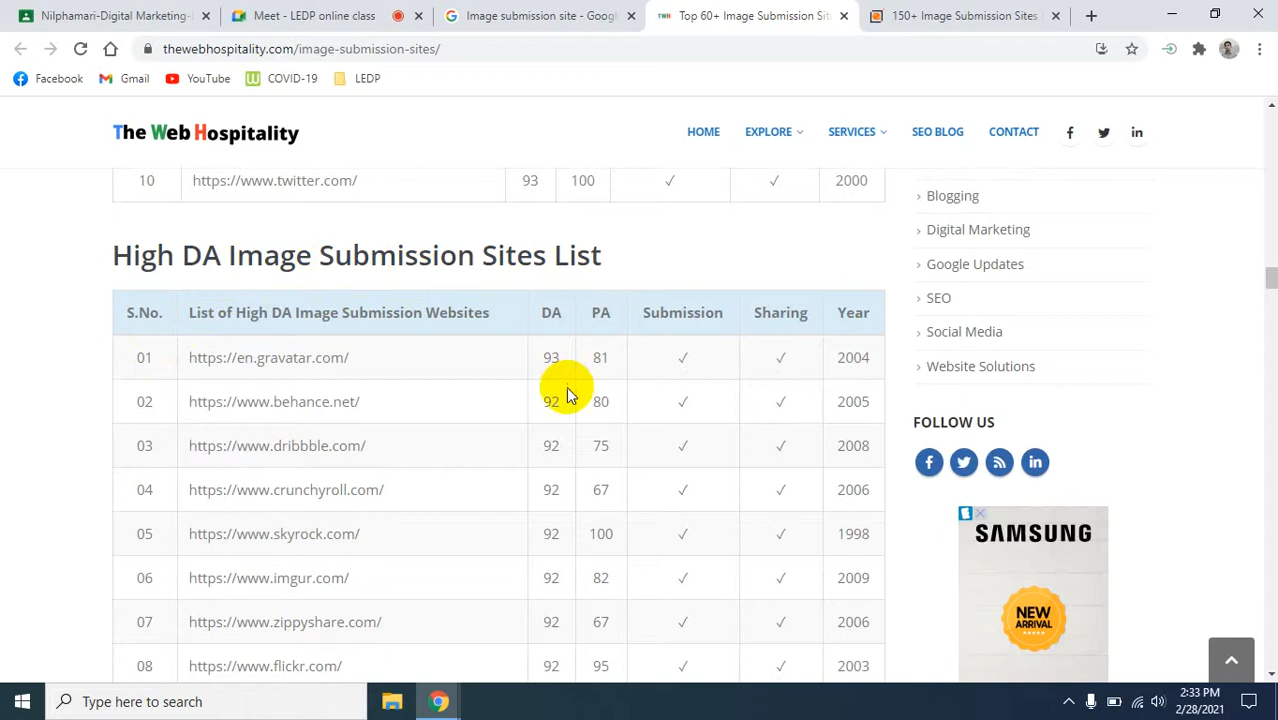 Nilphamari-Digital Marketing-
Meet - LEDP online class
Image submission site - Goog
Top 60+ Image Submission Sit
150+ Image Submission Sites
thewebhospitality.com/image-submission-sites/
Facebook
Gmail
YouTube
COVID-19
LEDP
The Web Hospitality
HOME
EXPLORE
SERVICES
SEO BLOG
CONTACT
10 https://www.twitter.com/ 93 100 ✓ ✓ 2000
High DA Image Submission Sites List
S.No. List of High DA Image Submission Websites DA PA Submission Sharing Year
01 https://en.gravatar.com/ 93 81 ✓ ✓ 2004
02 https://www.behance.net/ 92 80 ✓ ✓ 2005
03 https://www.dribbble.com/ 92 75 ✓ ✓ 2008
04 https://www.crunchyroll.com/ 92 67 ✓ ✓ 2006
05 https://www.skyrock.com/ 92 100 ✓ ✓ 1998
06 https://www.imgur.com/ 92 82 ✓ ✓ 2009
07 https://www.zippyshare.com/ 92 67 ✓ ✓ 2006
08 https://www.flickr.com/ 92 95 ✓ ✓ 2003
Blogging
Digital Marketing
Google Updates
SEO
Social Media
Website Solutions
FOLLOW US
SAMSUNG
NEW
ARRIVAL
Type here to search
2:33 PM
2/28/2021